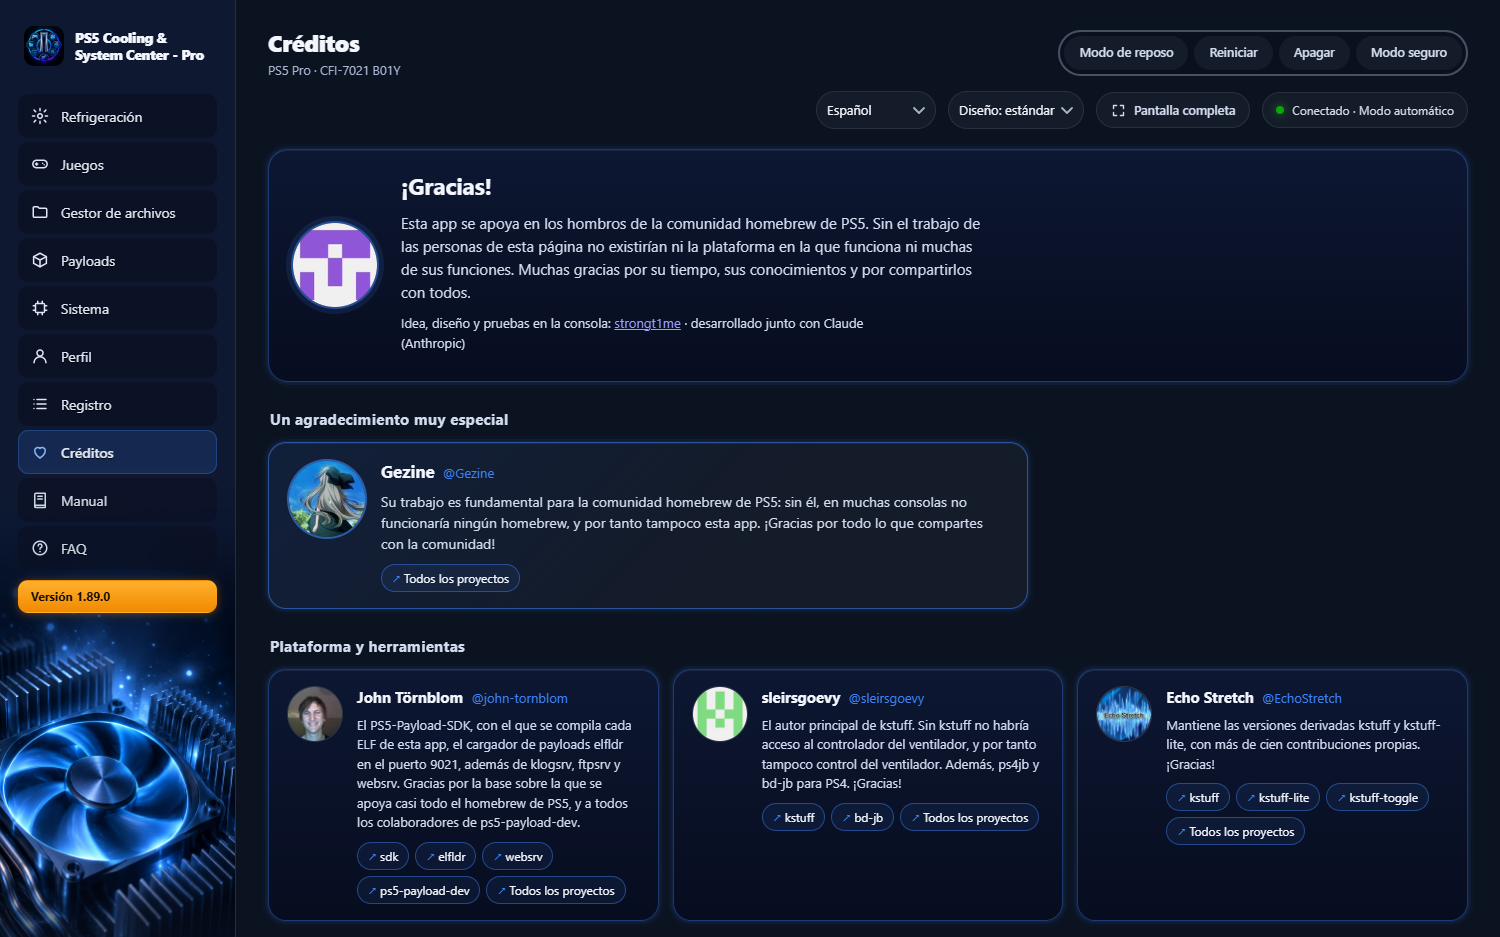 PS5 Cooling &
System Center - Pro
Refrigeración
Juegos
Gestor de archivos
Payloads
Sistema
Perfil
Registro
Créditos
Manual
FAQ
Versión 1.89.0
Créditos
PS5 Pro · CFI-7021 B01Y
Modo de reposo
Reiniciar
Apagar
Modo seguro
Español
Diseño: estándar
Pantalla completa
Conectado · Modo automático
¡Gracias!
Esta app se apoya en los hombros de la comunidad homebrew de PS5. Sin el trabajo de
las personas de esta página no existirían ni la plataforma en la que funciona ni muchas
de sus funciones. Muchas gracias por su tiempo, sus conocimientos y por compartirlos
con todos.
Idea, diseño y pruebas en la consola: strongt1me · desarrollado junto con Claude
(Anthropic)
Un agradecimiento muy especial
Gezine @Gezine
Su trabajo es fundamental para la comunidad homebrew de PS5: sin él, en muchas consolas no
funcionaría ningún homebrew, y por tanto tampoco esta app. ¡Gracias por todo lo que compartes
con la comunidad!
↗ Todos los proyectos
Plataforma y herramientas
John Törnblom @john-tornblom
El PS5-Payload-SDK, con el que se compila cada
ELF de esta app, el cargador de payloads elfldr
en el puerto 9021, además de klogsrv, ftpsrv y
websrv. Gracias por la base sobre la que se
apoya casi todo el homebrew de PS5, y a todos
los colaboradores de ps5-payload-dev.
↗ sdk ↗ elfldr ↗ websrv
↗ ps5-payload-dev ↗ Todos los proyectos
sleirsgoevy @sleirsgoevy
El autor principal de kstuff. Sin kstuff no habría
acceso al controlador del ventilador, y por tanto
tampoco control del ventilador. Además, ps4jb y
bd-jb para PS4. ¡Gracias!
↗ kstuff ↗ bd-jb ↗ Todos los proyectos
Echo Stretch
Echo Stretch @EchoStretch
Mantiene las versiones derivadas kstuff y kstuff-
lite, con más de cien contribuciones propias.
¡Gracias!
↗ kstuff ↗ kstuff-lite ↗ kstuff-toggle
↗ Todos los proyectos